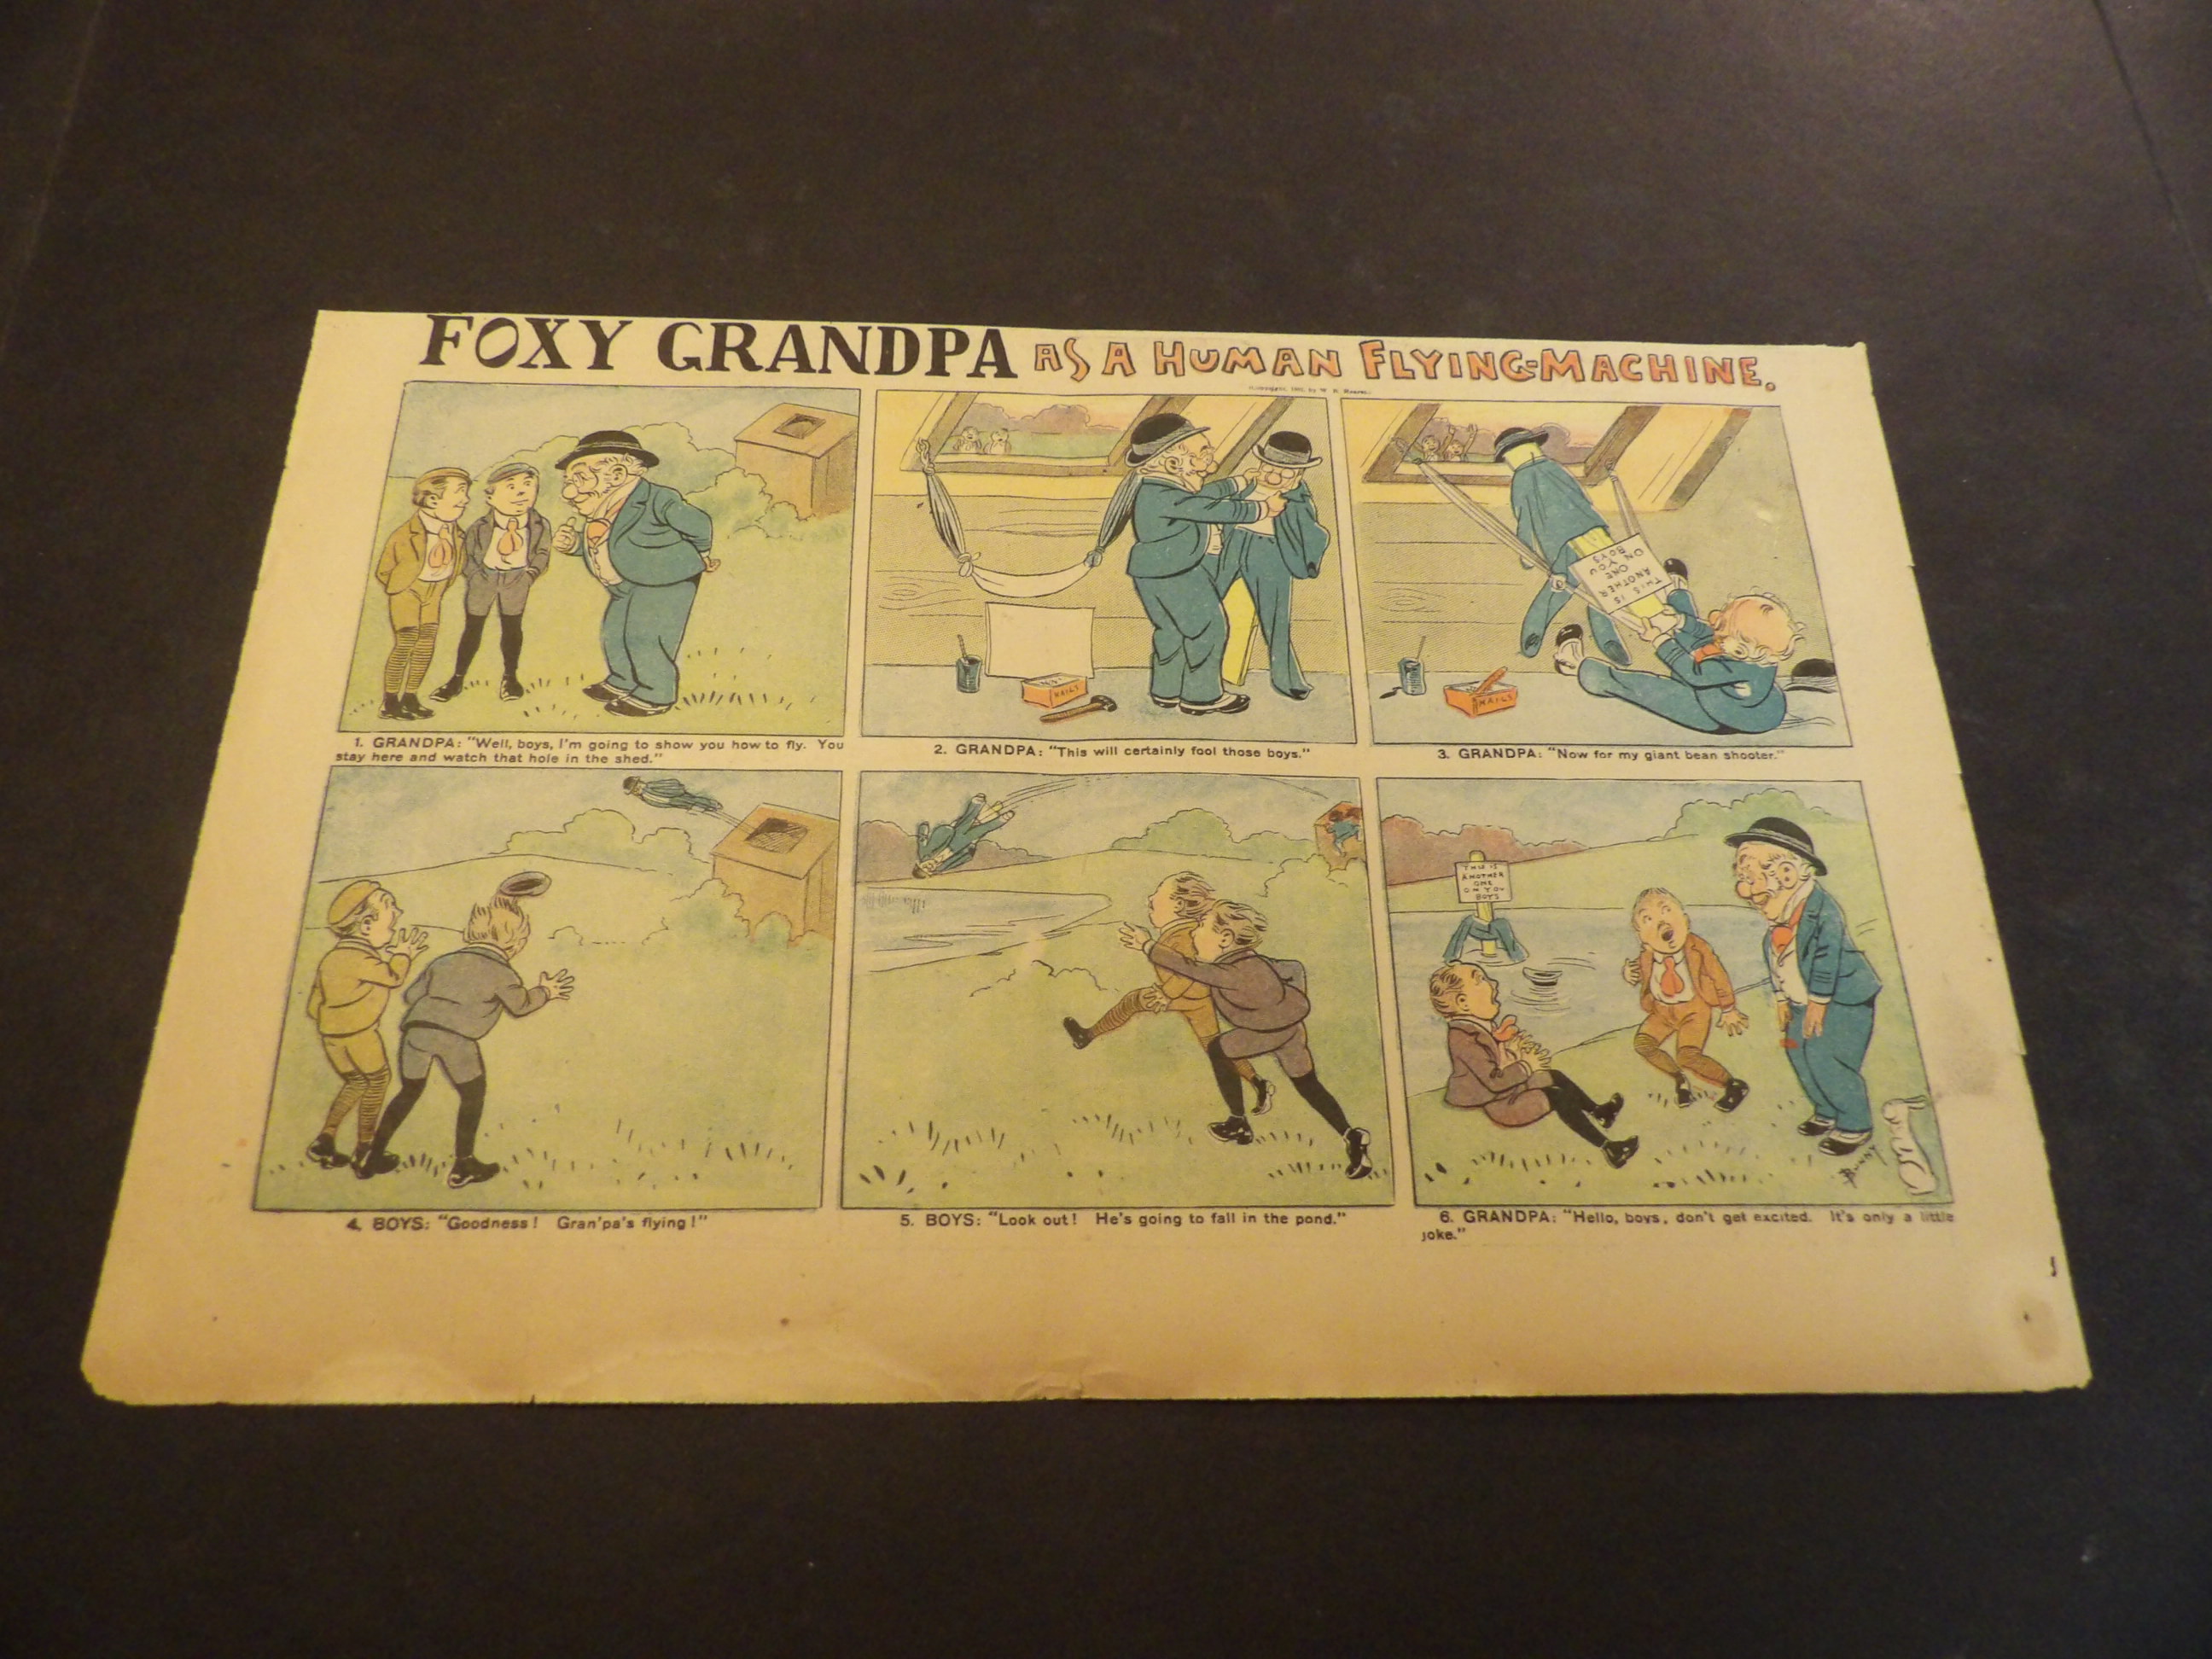 FOXY GRANDPA AS A HUMAN FLYING-MACHINE.
NAILS
1. GRANDPA: "Well, boys, I'm going to show you how to fly. You
stay here and watch that hole in the shed."
2. GRANDPA: "This will certainly fool those boys."
THIS IS
ANOTHER
ONE
ON YOU
BOYS
NAILS
3. GRANDPA: "Now for my giant bean shooter."
4. BOYS: "Goodness! Gran'pa's flying!"
5. BOYS: "Look out! He's going to fall in the pond."
THIS IS
ANOTHER
ONE
ON YOU
BOYS
BUNNY
6. GRANDPA: "Hello, boys, don't get excited. It's only a little
joke."